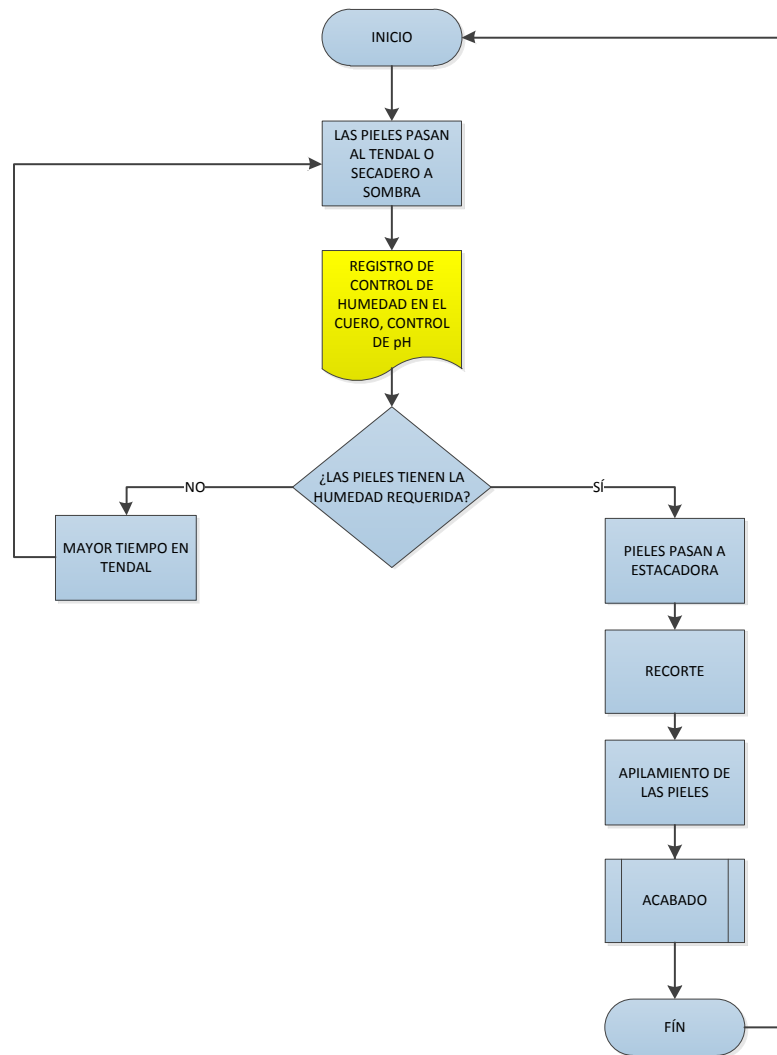 INICIO
LAS PIELES PASAN
AL TENDAL O
SECADERO A
SOMBRA
REGISTRO DE
CONTROL DE
HUMEDAD EN EL
CUERO, CONTROL
DE pH
¿LAS PIELES TIENEN LA
HUMEDAD REQUERIDA?
NO
SÍ
MAYOR TIEMPO EN
TENDAL
PIELES PASAN A
ESTACADORA
RECORTE
APILAMIENTO DE
LAS PIELES
ACABADO
FÍN